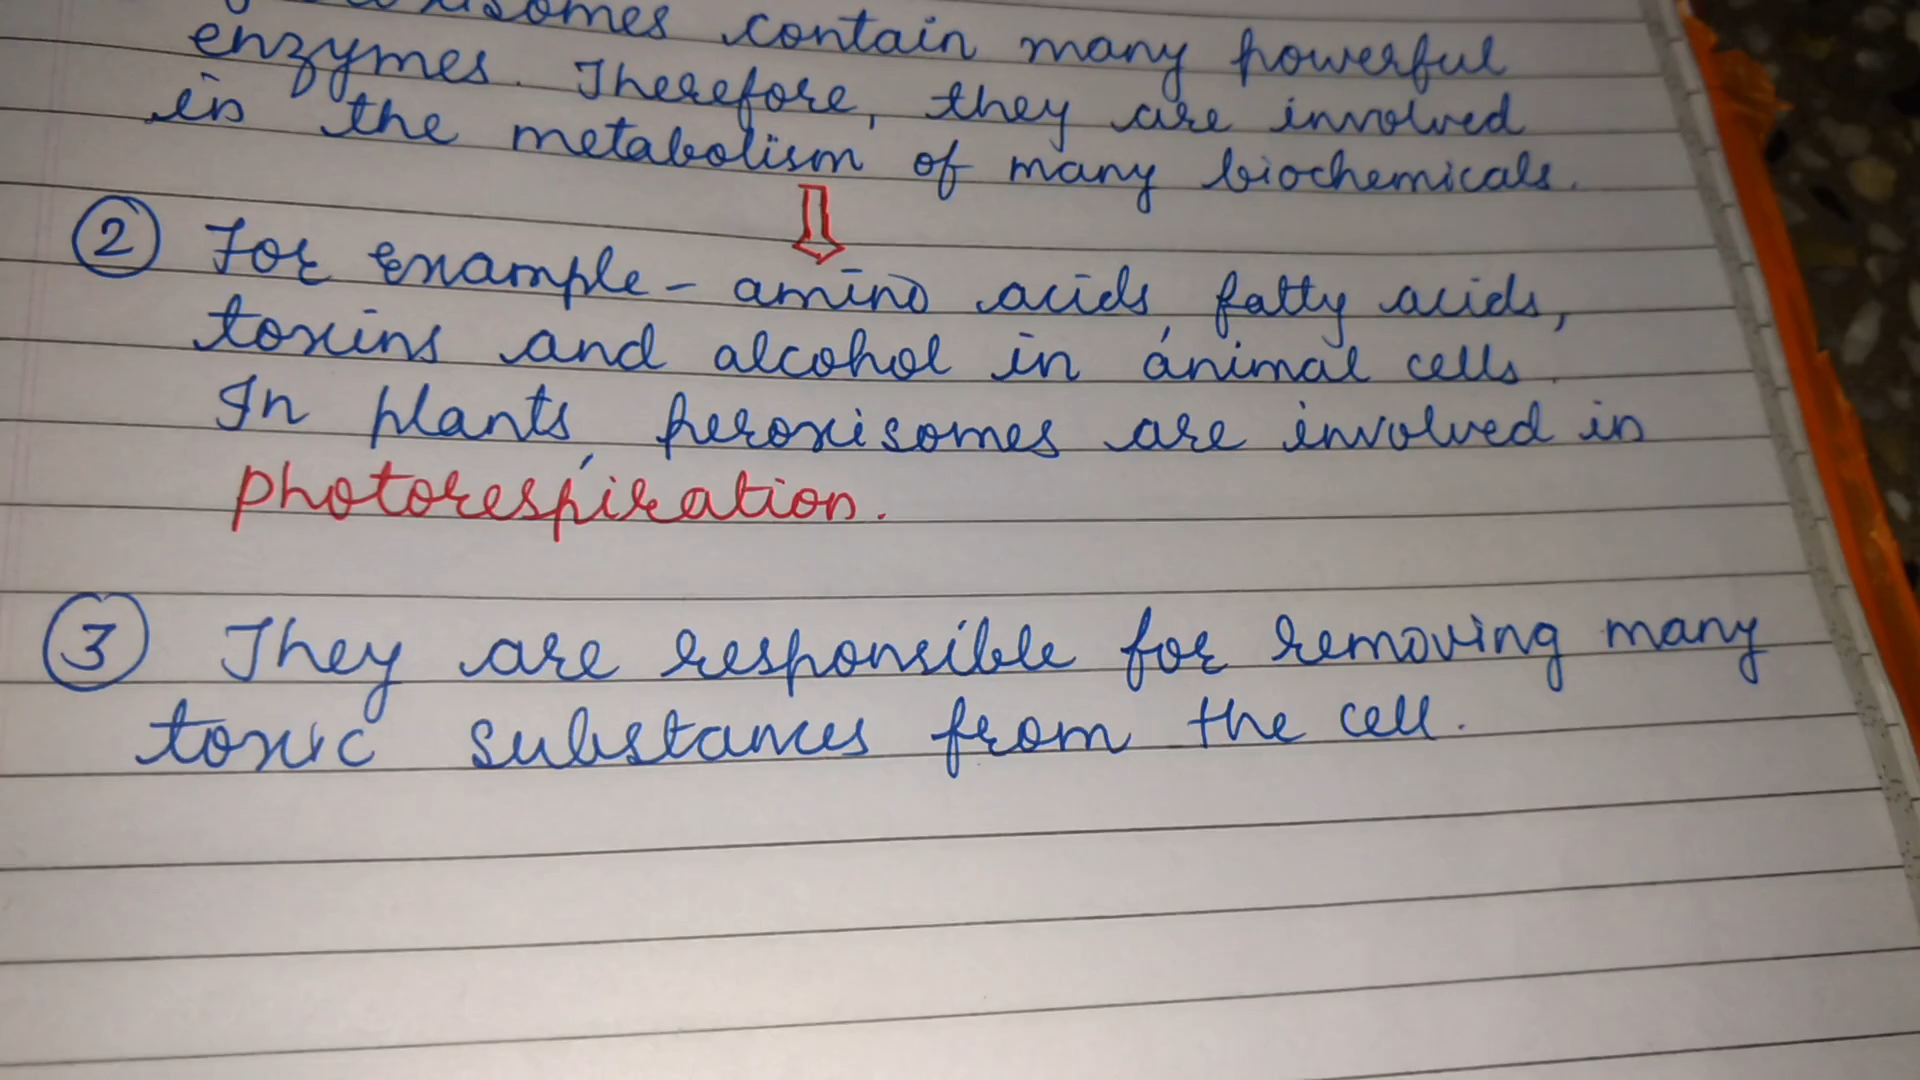 contain many powerful
enzymes. Therefore, they are involved
in the metabolism of many biochemicals.
② For example - amino acids, fatty acids,
toxins and alcohol in animal cells.
In plants, peroxisomes are involved in
photorespiration.
③ They are responsible for removing many
toxic substances from the cell.